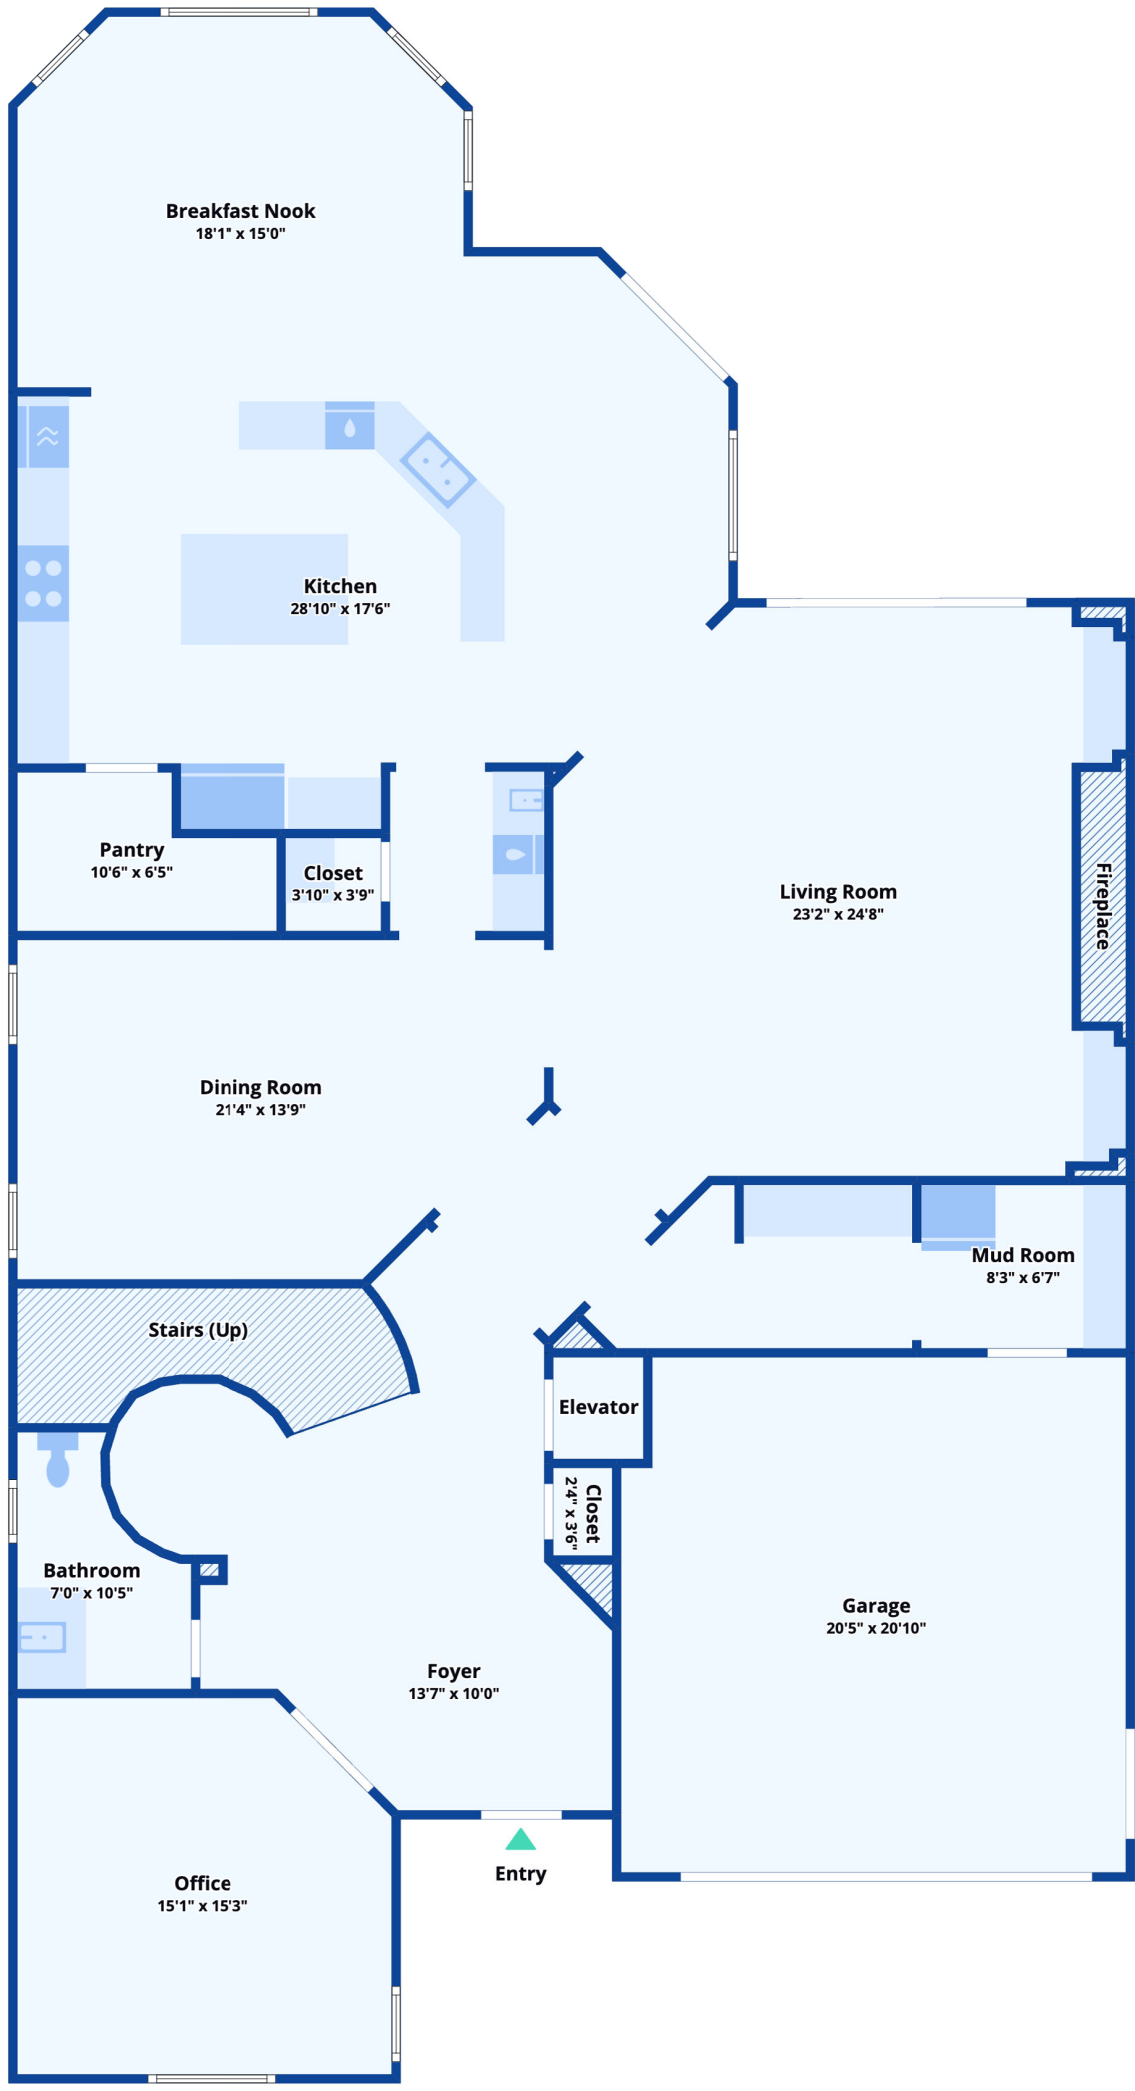 Breakfast Nook
18'1" x 15'0"
Kitchen
28'10" x 17'6"
Pantry
10'6" x 6'5"
Closet
3'10" x 3'9"
Living Room
23'2" x 24'8"
Fireplace
Dining Room
21'4" x 13'9"
Mud Room
8'3" x 6'7"
Stairs (Up)
Elevator
Closet
2'4" x 3'6"
Bathroom
7'0" x 10'5"
Garage
20'5" x 20'10"
Foyer
13'7" x 10'0"
Entry
Office
15'1" x 15'3"